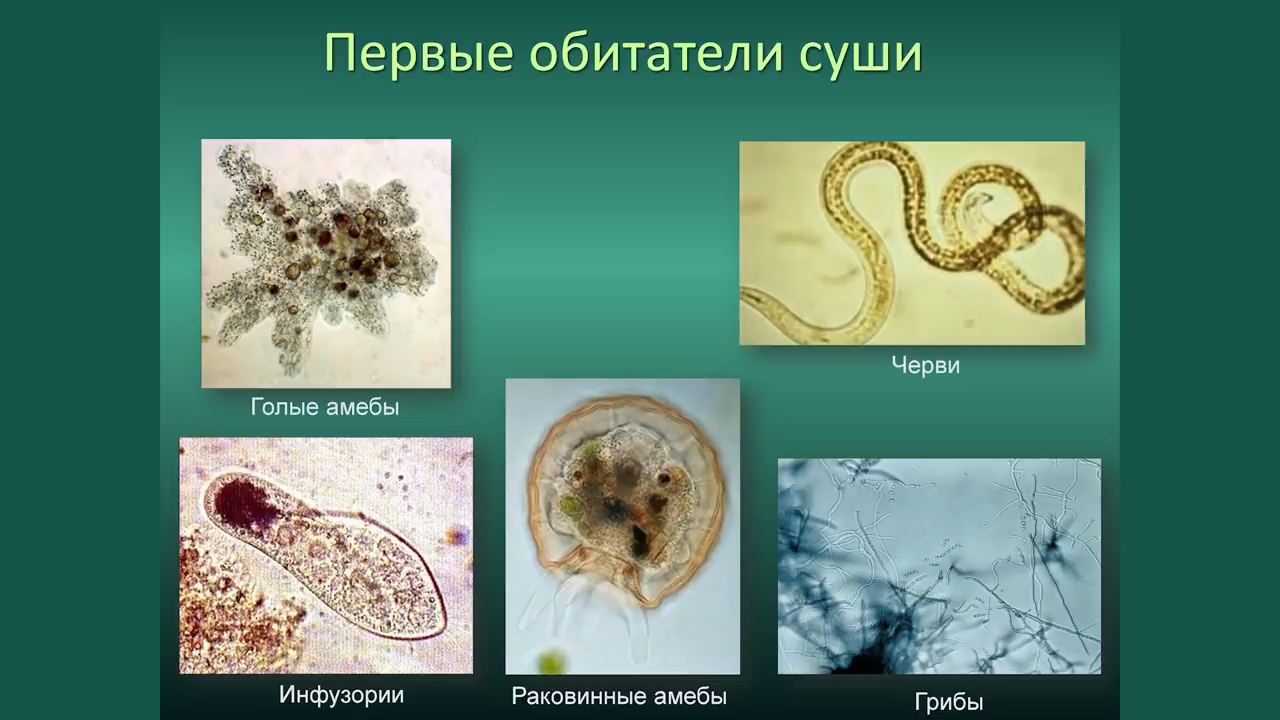 Первые обитатели суши
Голые амебы
Черви
Инфузории
Раковинные амебы
Грибы